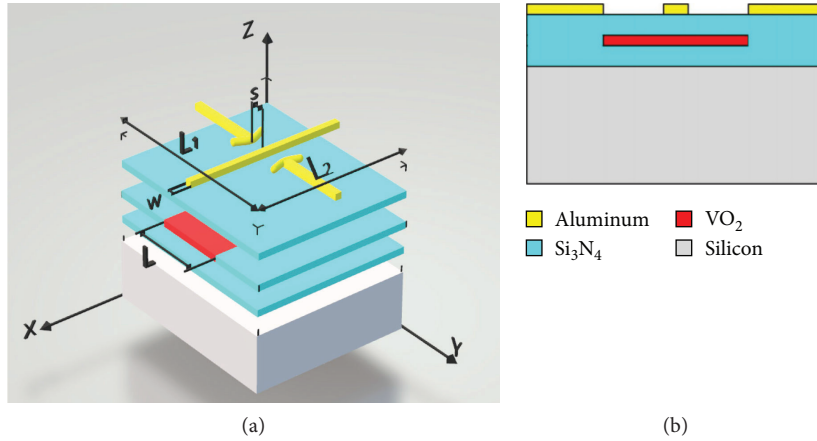 Z
S
L1
L2
W
L
X
Y
Aluminum
VO₂
Si₃N₄
Silicon
(a)
(b)